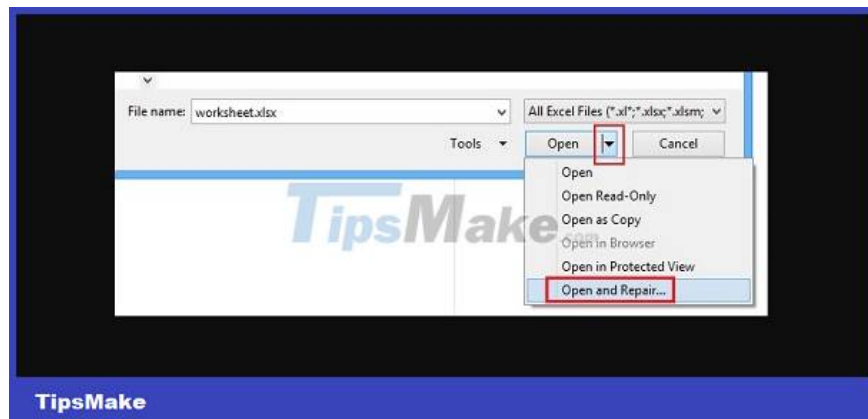 File name: worksheet.xlsx All Excel Files (*.xl*;*.xlsx;*.xlsm;
Tools Open Cancel
Open
Open Read-Only
Open as Copy
Open in Browser
Open in Protected View
Open and Repair...
TipsMake.com
TipsMake